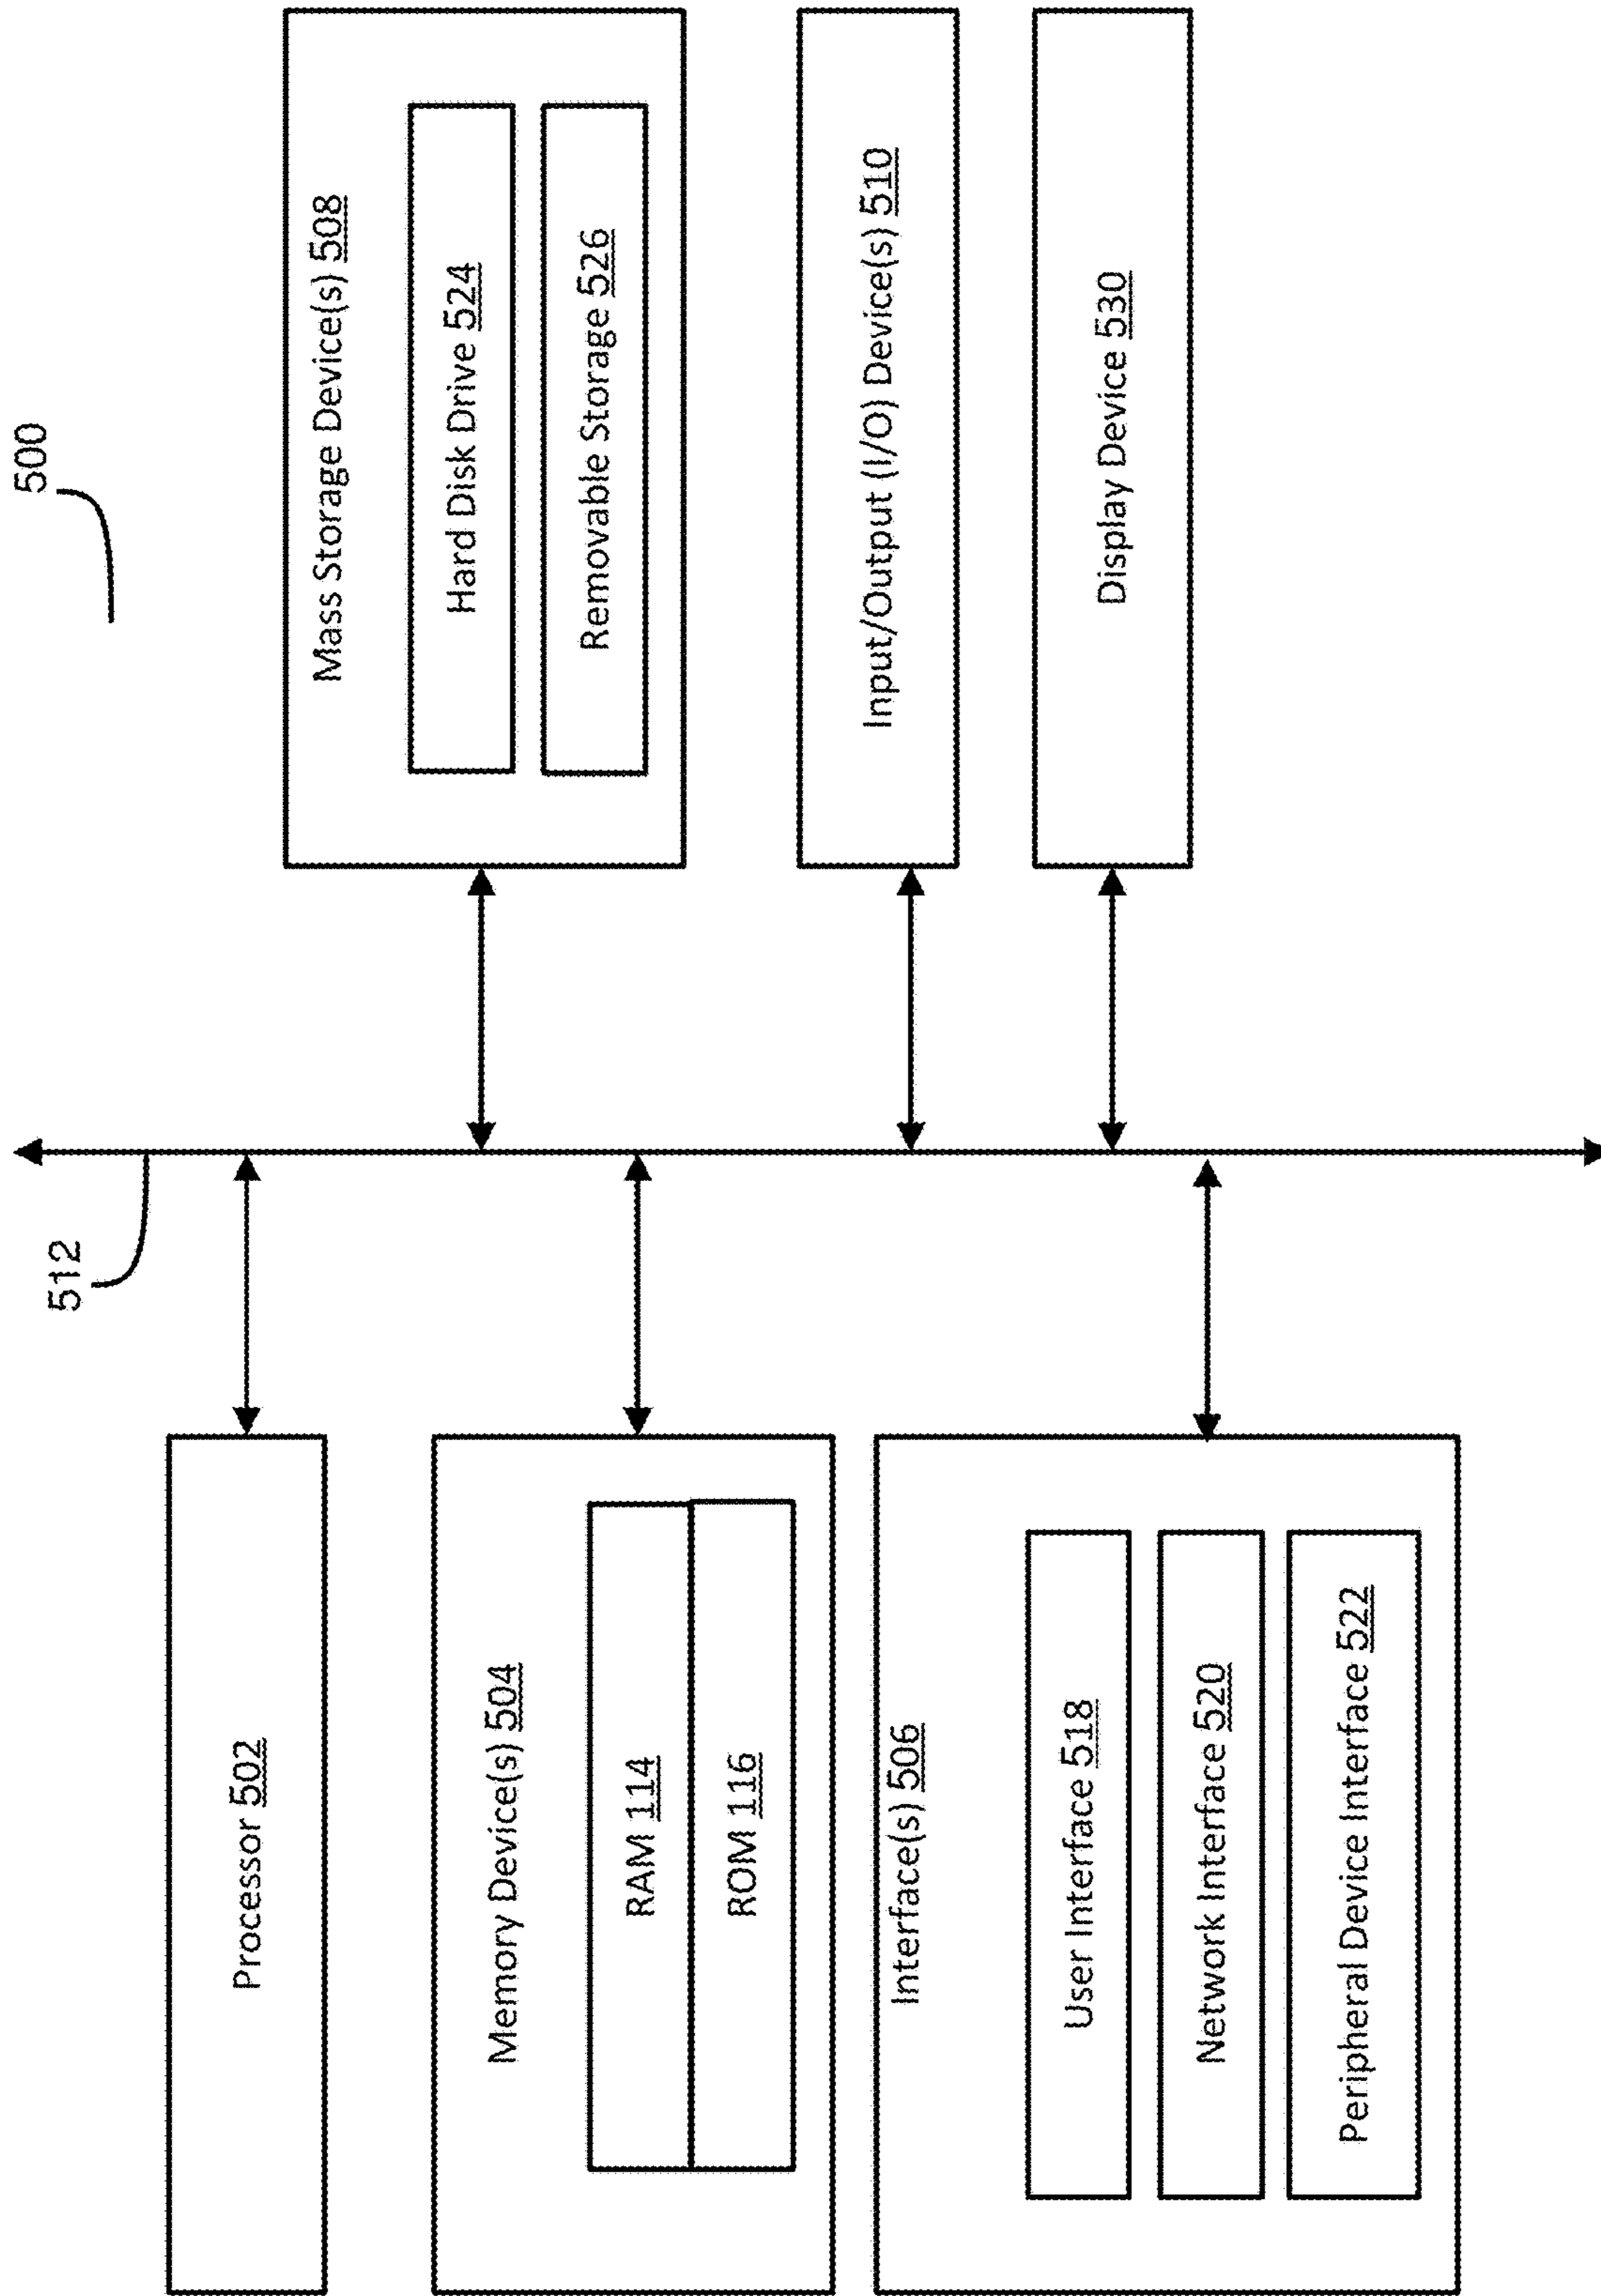 500
512
Processor 502
Memory Device(s) 504
RAM 114
ROM 116
Interface(s) 506
User Interface 518
Network Interface 520
Peripheral Device Interface 522
Mass Storage Device(s) 508
Hard Disk Drive 524
Removable Storage 526
Input/Output (I/O) Device(s) 510
Display Device 530